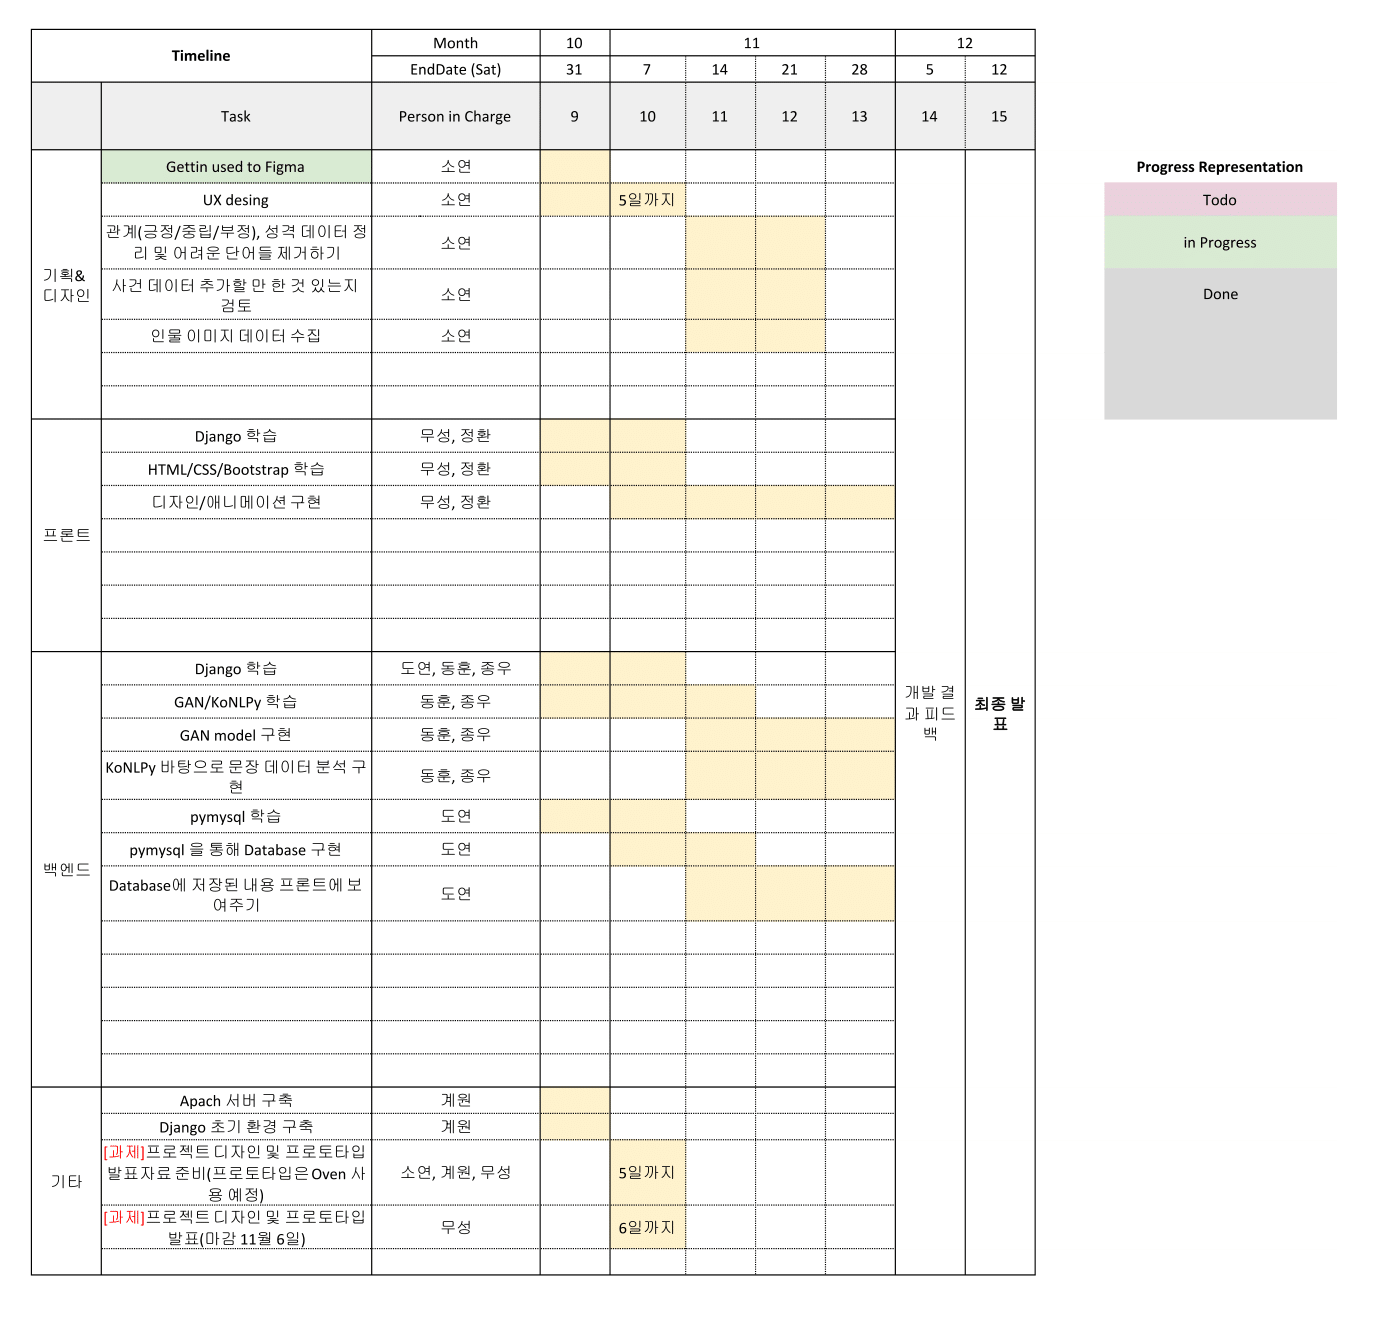 Timeline
Month
10
11
12
EndDate (Sat)
31
7
14
21
28
5
12
Task
Person in Charge
9
10
11
12
13
14
15
기획&
디자인
Gettin used to Figma
소연
UX desing
소연
5일까지
관계(긍정/중립/부정), 성격 데이터 정
리 및 어려운 단어들 제거하기
소연
사건 데이터 추가할 만 한 것 있는지
검토
소연
인물 이미지 데이터 수집
소연
프론트
Django 학습
무성, 정환
HTML/CSS/Bootstrap 학습
무성, 정환
디자인/애니메이션 구현
무성, 정환
백엔드
Django 학습
도연, 동훈, 종우
GAN/KoNLPy 학습
동훈, 종우
GAN model 구현
동훈, 종우
KoNLPy 바탕으로 문장 데이터 분석 구
현
동훈, 종우
pymysql 학습
도연
pymysql 을 통해 Database 구현
도연
Database에 저장된 내용 프론트에 보
여주기
도연
기타
Apach 서버 구축
계원
Django 초기 환경 구축
계원
[과제]프로젝트 디자인 및 프로토타입
발표자료 준비(프로토타입은 Oven 사
용 예정)
소연, 계원, 무성
5일까지
[과제]프로젝트 디자인 및 프로토타입
발표(마감 11월 6일)
무성
6일까지
개발 결
과 피드
백
최종 발
표
Progress Representation
Todo
in Progress
Done